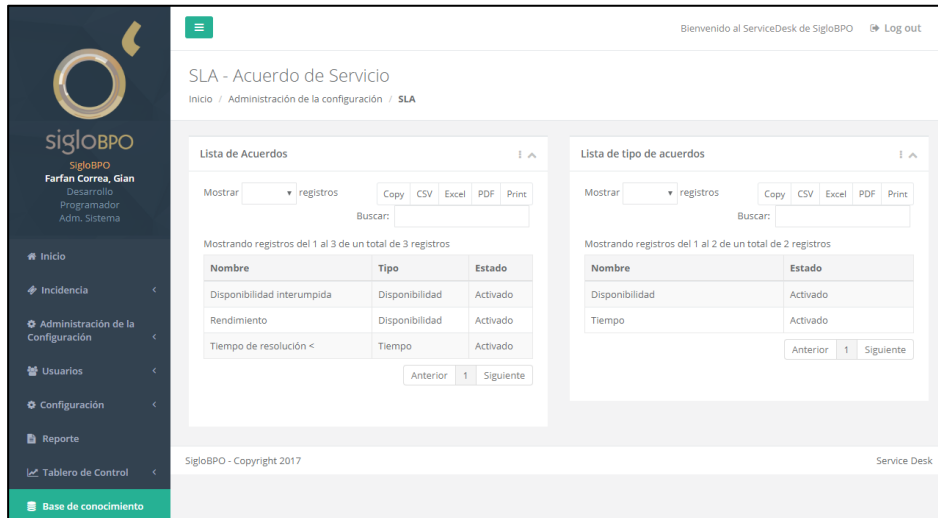 sigloBPO
SigloBPO
Farfan Correa, Gian
Desarrollo
Programador
Adm. Sistema
Inicio
Incidencia
Administración de la
Configuración
Usuarios
Configuración
Reporte
Tablero de Control
Base de conocimiento
Bienvenido al ServiceDesk de SigloBPO Log out
SLA - Acuerdo de Servicio
Inicio / Administración de la configuración / SLA
Lista de Acuerdos
Mostrar registros Copy CSV Excel PDF Print
Buscar:
Mostrando registros del 1 al 3 de un total de 3 registros
Nombre Tipo Estado
Disponibilidad interumpida Disponibilidad Activado
Rendimiento Disponibilidad Activado
Tiempo de resolución < Tiempo Activado
Anterior 1 Siguiente
Lista de tipo de acuerdos
Mostrar registros Copy CSV Excel PDF Print
Buscar:
Mostrando registros del 1 al 2 de un total de 2 registros
Nombre Estado
Disponibilidad Activado
Tiempo Activado
Anterior 1 Siguiente
SigloBPO - Copyright 2017 Service Desk